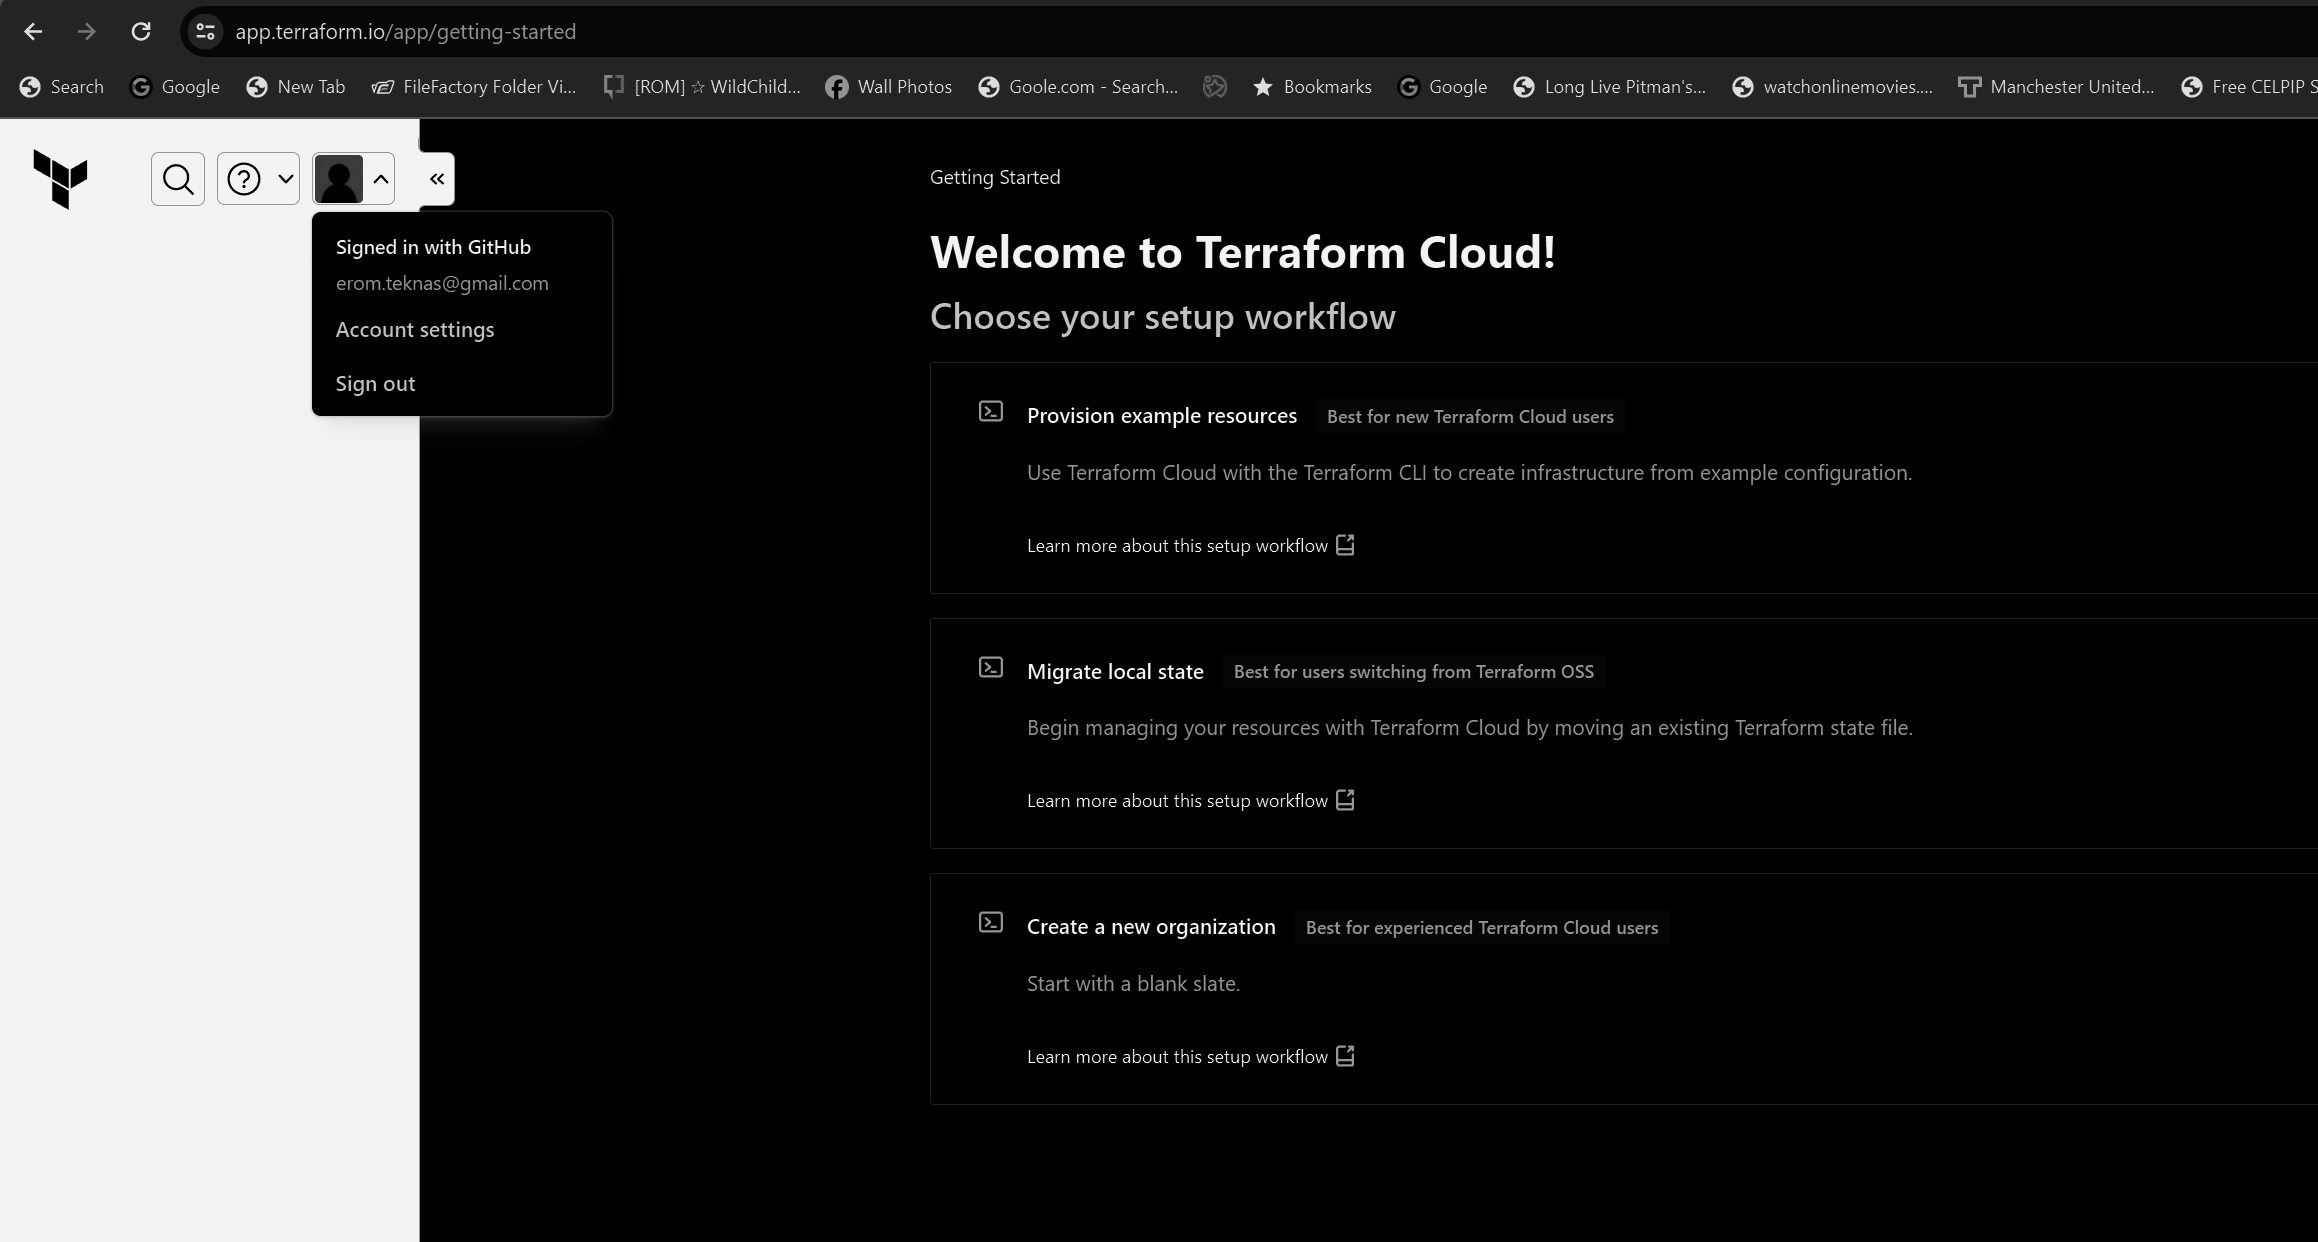 app.terraform.io/app/getting-started
Search Google New Tab FileFactory Folder Vi... [ROM] ☆ WildChild... Wall Photos Goole.com - Search... Bookmarks Google Long Live Pitman's... watchonlinemovies.... Manchester United... Free CELPIP S
Signed in with GitHub
erom.teknas@gmail.com
Account settings
Sign out
Getting Started
Welcome to Terraform Cloud!
Choose your setup workflow
Provision example resources Best for new Terraform Cloud users
Use Terraform Cloud with the Terraform CLI to create infrastructure from example configuration.
Learn more about this setup workflow
Migrate local state Best for users switching from Terraform OSS
Begin managing your resources with Terraform Cloud by moving an existing Terraform state file.
Learn more about this setup workflow
Create a new organization Best for experienced Terraform Cloud users
Start with a blank slate.
Learn more about this setup workflow